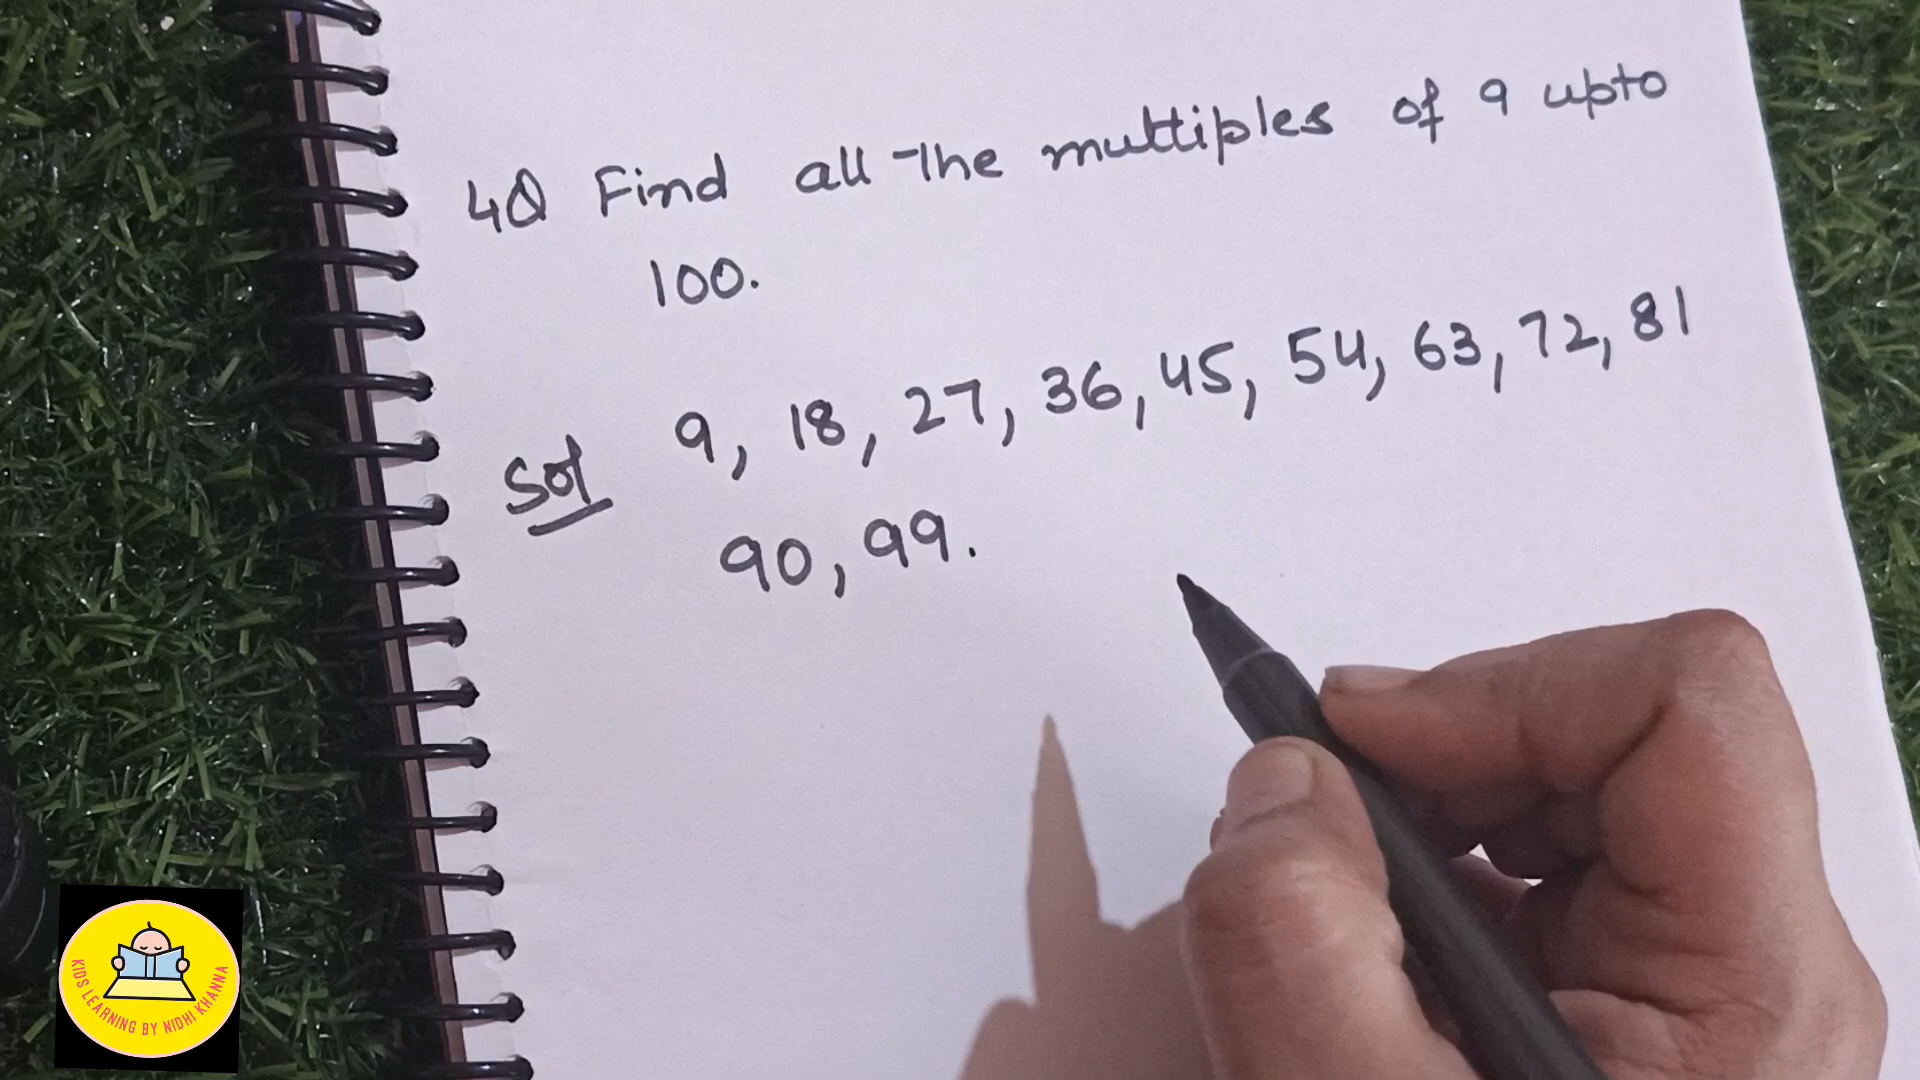 4Q Find all the multiples of 9 upto
100.
Sol 9, 18, 27, 36, 45, 54, 63, 72, 81
90, 99.
KIDS LEARNING BY NIDHI KHANNA